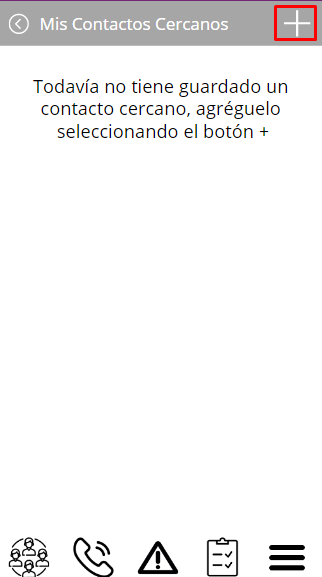 Mis Contactos Cercanos
Todavía no tiene guardado un
contacto cercano, agréguelo
seleccionando el botón +